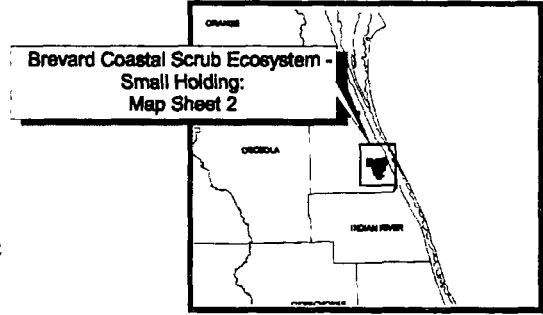 ORANGE
Brevard Coastal Scrub Ecosystem -
Small Holding:
Map Sheet 2
OSCEOLA
INDIAN RIVER